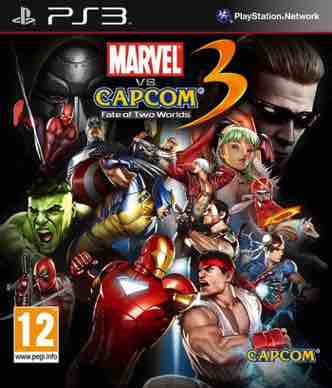 PS3
PlayStation®Network
MARVEL
VS.
CAPCOM® 3
Fate of Two Worlds
12
www.pegi.info
CAPCOM®